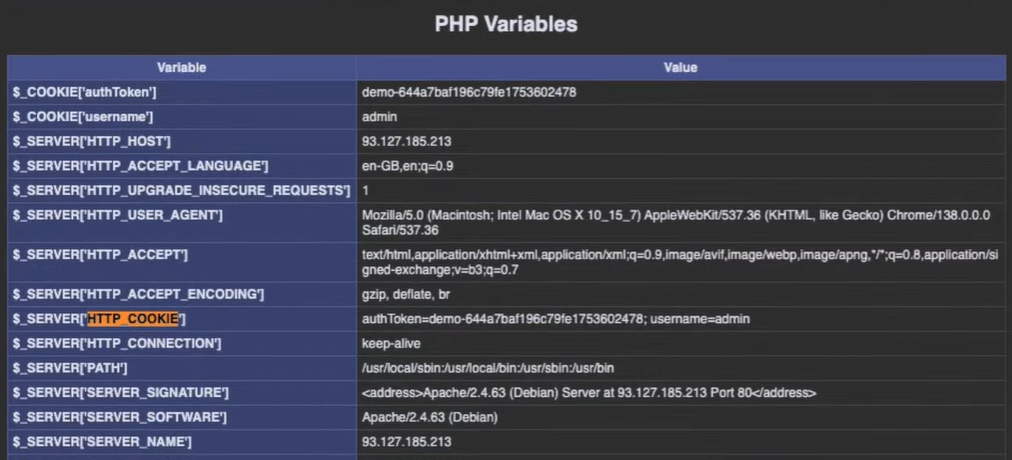 PHP Variables
Variable Value
$_COOKIE['authToken'] demo-644a7baf196c79fe1753602478
$_COOKIE['username'] admin
$_SERVER['HTTP_HOST'] 93.127.185.213
$_SERVER['HTTP_ACCEPT_LANGUAGE'] en-GB,en;q=0.9
$_SERVER['HTTP_UPGRADE_INSECURE_REQUESTS'] 1
$_SERVER['HTTP_USER_AGENT'] Mozilla/5.0 (Macintosh; Intel Mac OS X 10_15_7) AppleWebKit/537.36 (KHTML, like Gecko) Chrome/138.0.0.0
Safari/537.36
$_SERVER['HTTP_ACCEPT'] text/html,application/xhtml+xml,application/xml;q=0.9,image/avif,image/webp,image/apng,*/*;q=0.8,application/si
gned-exchange;v=b3;q=0.7
$_SERVER['HTTP_ACCEPT_ENCODING'] gzip, deflate, br
$_SERVER['HTTP_COOKIE'] authToken=demo-644a7baf196c79fe1753602478; username=admin
$_SERVER['HTTP_CONNECTION'] keep-alive
$_SERVER['PATH'] /usr/local/sbin:/usr/local/bin:/usr/sbin:/usr/bin
$_SERVER['SERVER_SIGNATURE'] <address>Apache/2.4.63 (Debian) Server at 93.127.185.213 Port 80</address>
$_SERVER['SERVER_SOFTWARE'] Apache/2.4.63 (Debian)
$_SERVER['SERVER_NAME'] 93.127.185.213